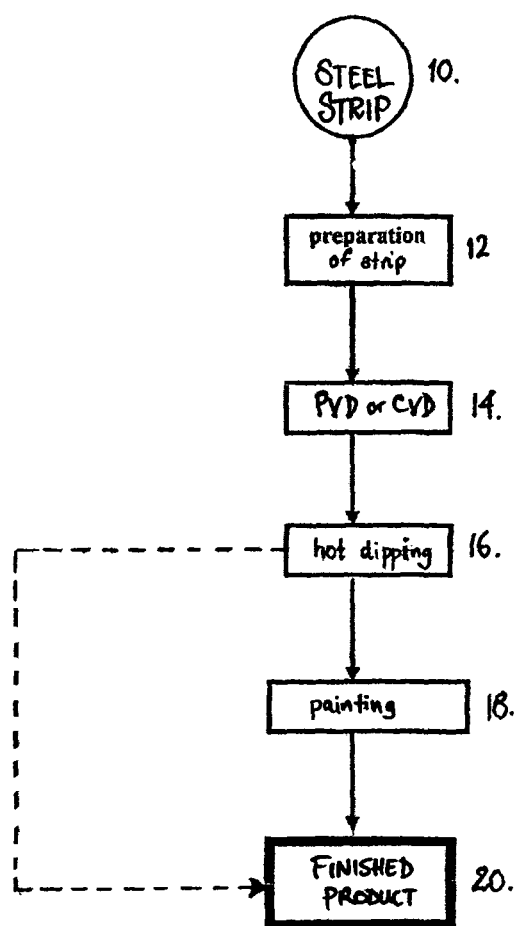 STEEL
STRIP
10.
preparation
of strip
12
PVD or CVD
14.
hot dipping
16.
painting
18.
FINISHED
PRODUCT
20.